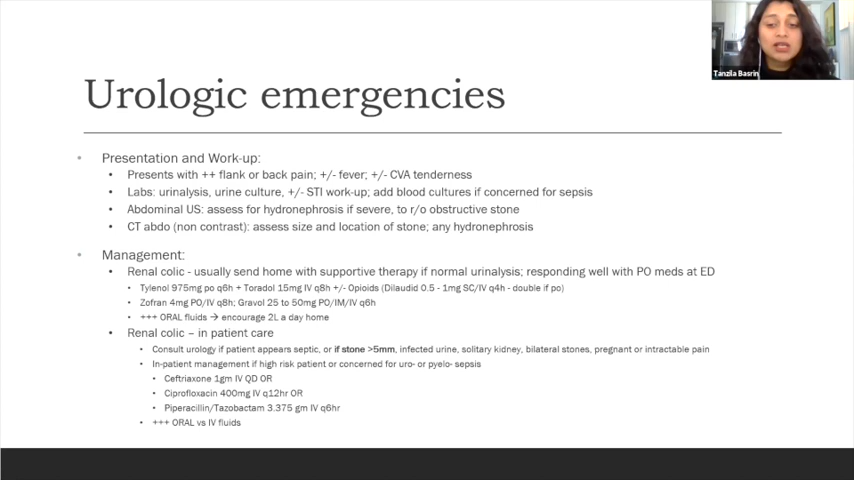 Tanzila Basrin
Urologic emergencies
• Presentation and Work-up:
• Presents with ++ flank or back pain; +/- fever; +/- CVA tenderness
• Labs: urinalysis, urine culture, +/- STI work-up; add blood cultures if concerned for sepsis
• Abdominal US: assess for hydronephrosis if severe, to r/o obstructive stone
• CT abdo (non contrast): assess size and location of stone; any hydronephrosis
• Management:
• Renal colic - usually send home with supportive therapy if normal urinalysis; responding well with PO meds at ED
• Tylenol 975mg po q6h + Toradol 15mg IV q8h +/- Opioids (Dilaudid 0.5 - 1mg SC/IV q4h - double if po)
• Zofran 4mg PO/IV q8h; Gravol 25 to 50mg PO/IM/IV q6h
• +++ ORAL fluids → encourage 2L a day home
• Renal colic – in patient care
• Consult urology if patient appears septic, or if stone >5mm, infected urine, solitary kidney, bilateral stones, pregnant or intractable pain
• In-patient management if high risk patient or concerned for uro- or pyelo- sepsis
• Ceftriaxone 1gm IV QD OR
• Ciprofloxacin 400mg IV q12hr OR
• Piperacillin/Tazobactam 3.375 gm IV q6hr
• +++ ORAL vs IV fluids